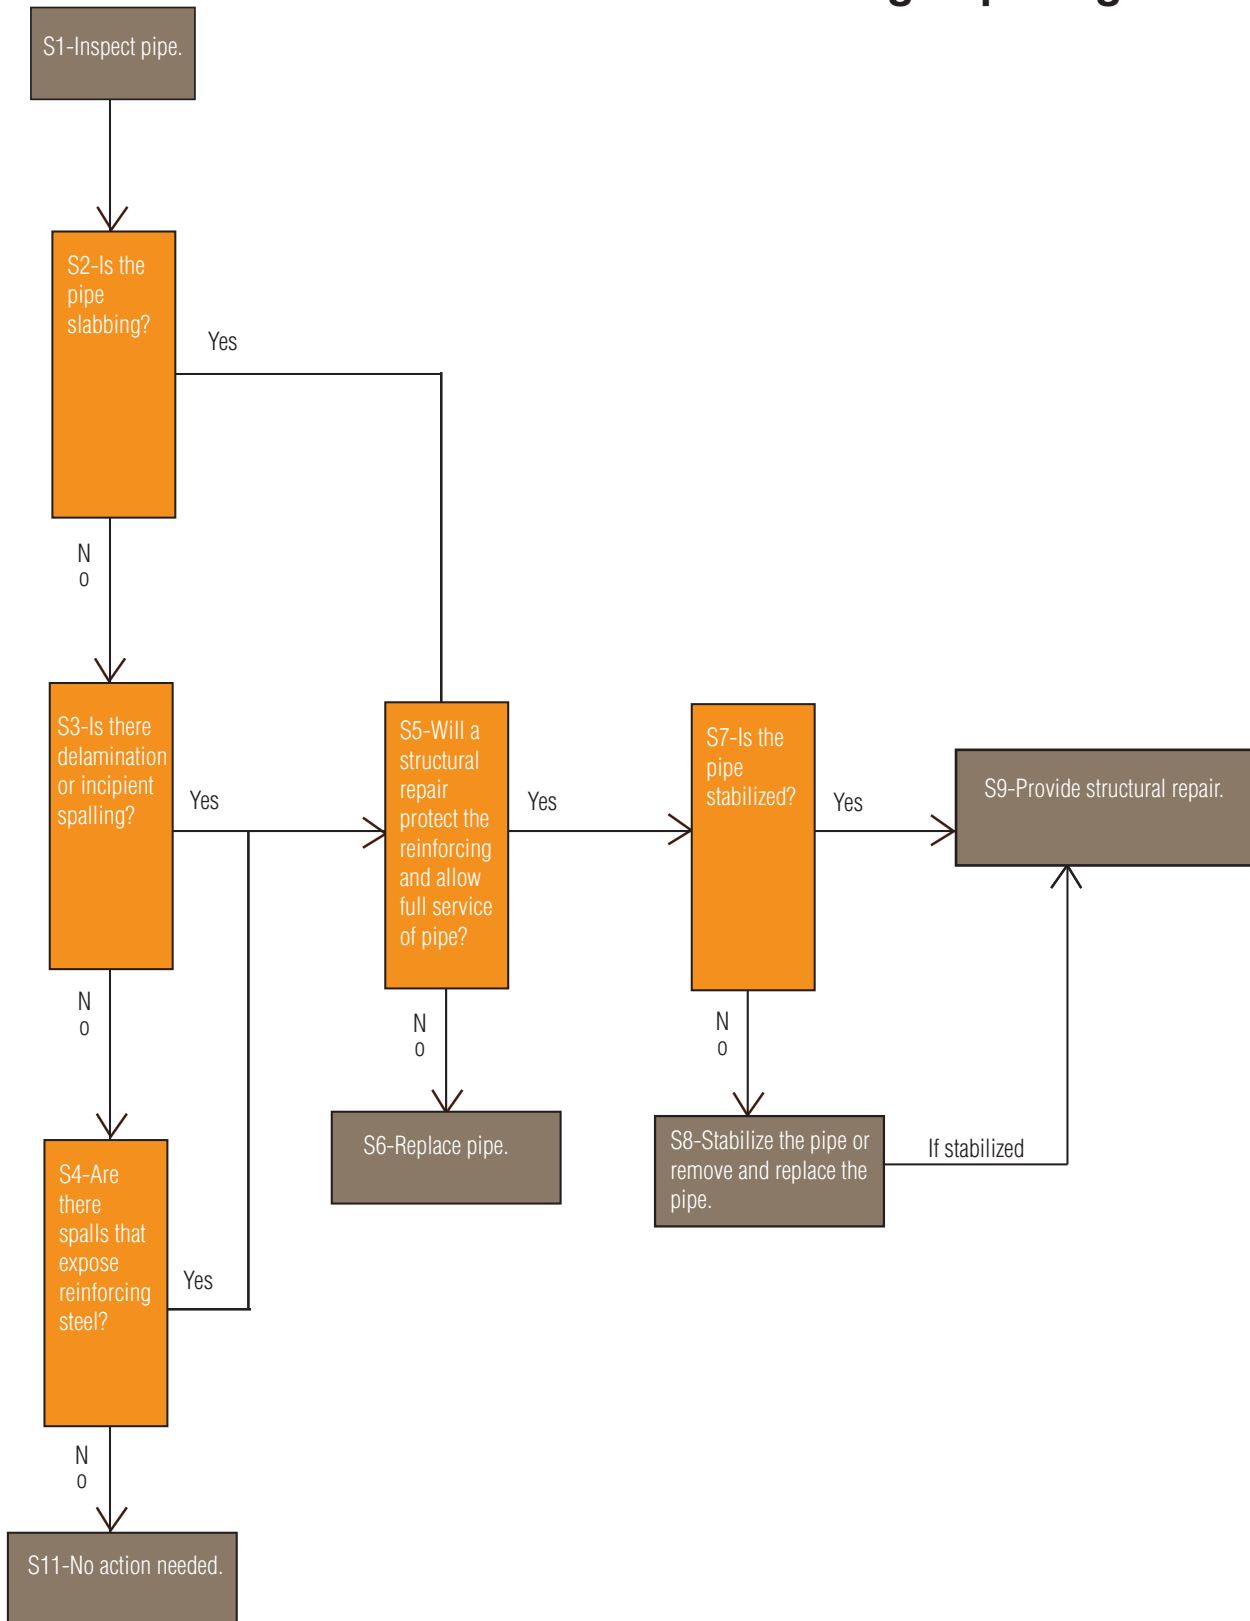 S1-Inspect pipe.
S2-Is the
pipe
slabbing?
Yes
N
o
S3-Is there
delamination
or incipient
spalling?
Yes
N
o
S4-Are
there
spalls that
expose
reinforcing
steel?
Yes
N
o
S11-No action needed.
S5-Will a
structural
repair
protect the
reinforcing
and allow
full service
of pipe?
Yes
N
o
S6-Replace pipe.
S7-Is the
pipe
stabilized?
Yes
N
o
S8-Stabilize the pipe or
remove and replace the
pipe.
If stabilized
S9-Provide structural repair.